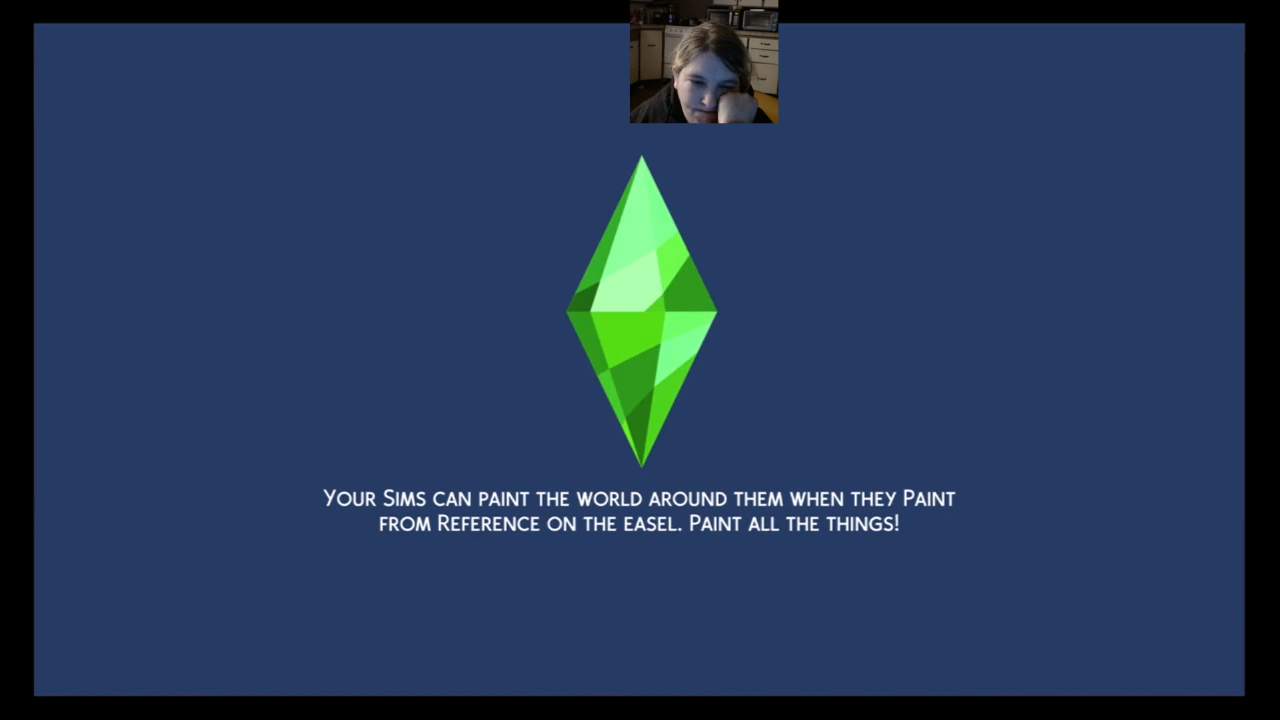 Your Sims can paint the world around them when they Paint
from Reference on the easel. Paint all the things!